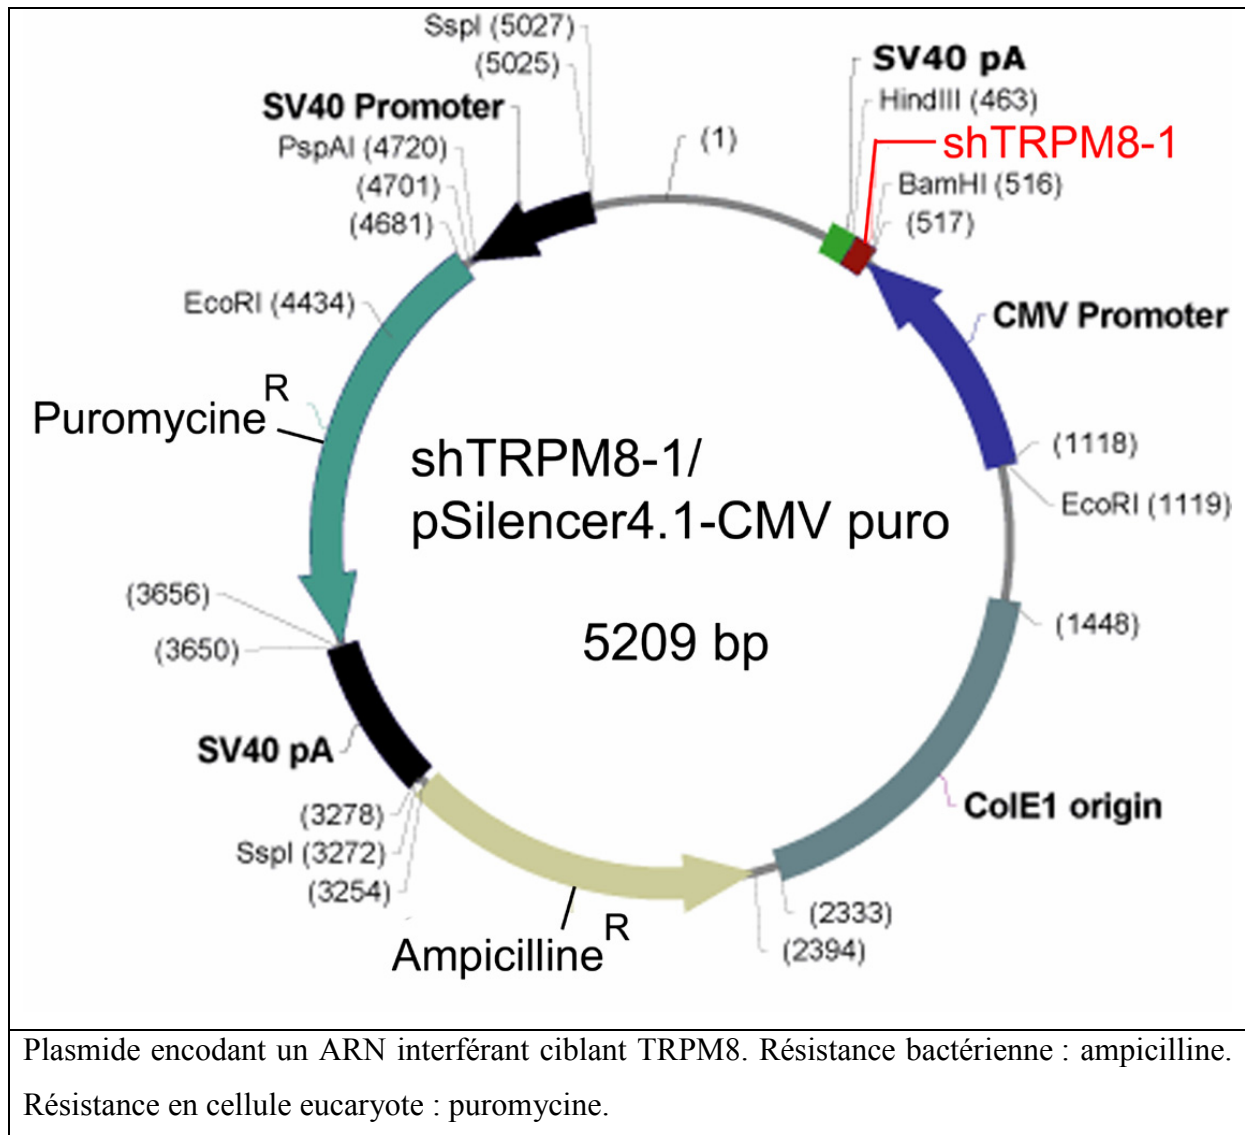 SspI (5027)
(5025)
SV40 Promoter
PspAI (4720)
(4701)
(4681)
EcoRI (4434)
Puromycine R
(3656)
(3650)
SV40 pA
(3278)
SspI (3272)
(3254)
Ampicilline R
(1)
SV40 pA
HindIII (463)
shTRPM8-1
BamHI (516)
(517)
CMV Promoter
(1118)
EcoRI (1119)
(1448)
ColE1 origin
(2333)
(2394)
shTRPM8-1/
pSilencer4.1-CMV puro
5209 bp
Plasmide encodant un ARN interférant ciblant TRPM8. Résistance bactérienne : ampicilline.
Résistance en cellule eucaryote : puromycine.